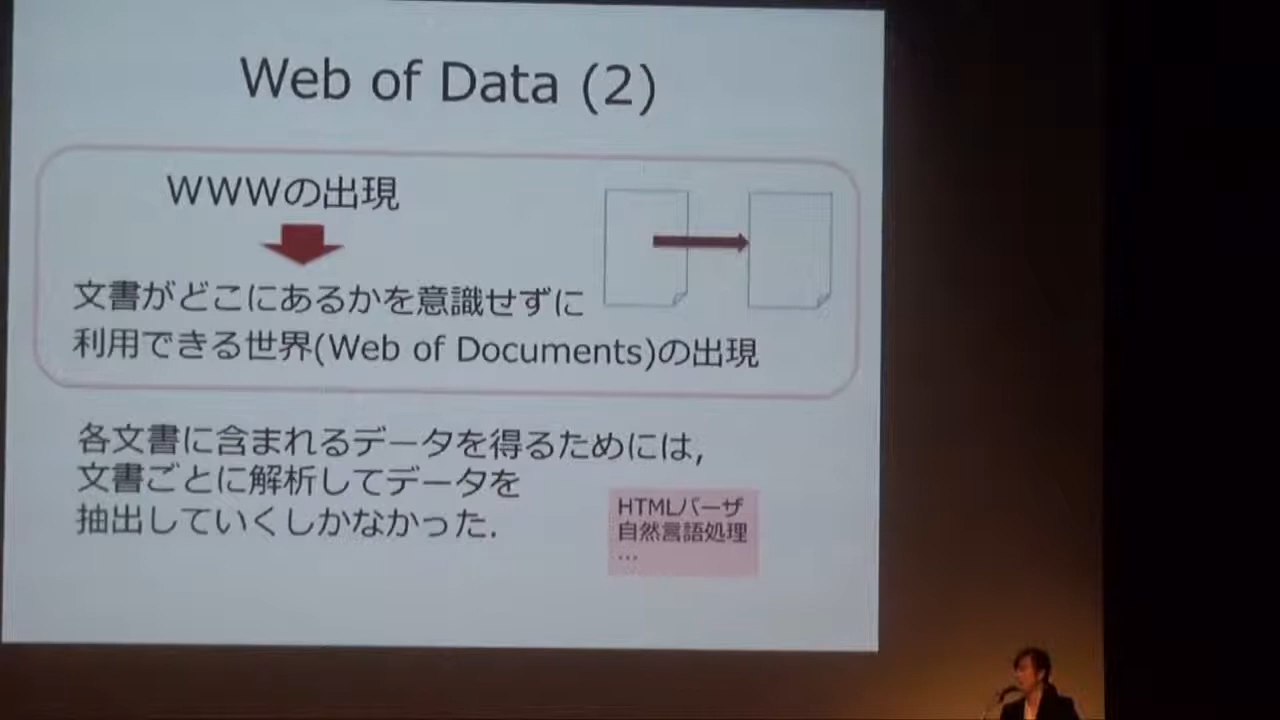 Web of Data (2)
WWWの出現
文書がどこにあるかを意識せずに
利用できる世界(Web of Documents)の出現
各文書に含まれるデータを得るためには,
文書ごとに解析してデータを
抽出していくしかなかった.
HTMLパーザ
自然言語処理
…